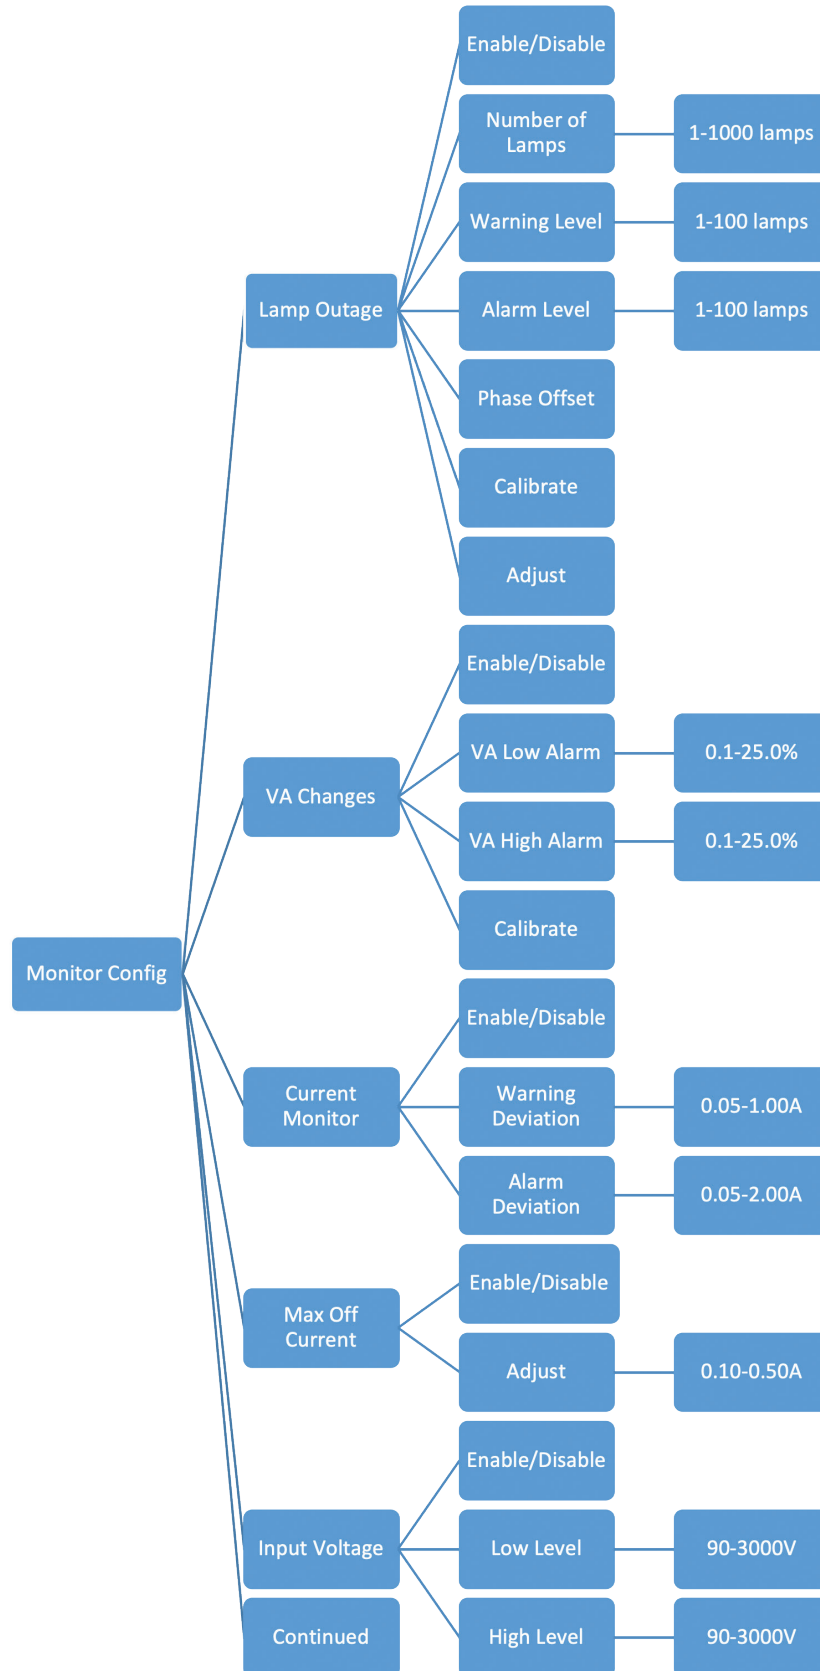 Monitor Config
Lamp Outage
Enable/Disable
Number of
Lamps
1-1000 lamps
Warning Level
1-100 lamps
Alarm Level
1-100 lamps
Phase Offset
Calibrate
Adjust
VA Changes
Enable/Disable
VA Low Alarm
0.1-25.0%
VA High Alarm
0.1-25.0%
Calibrate
Current
Monitor
Enable/Disable
Warning
Deviation
0.05-1.00A
Alarm
Deviation
0.05-2.00A
Max Off
Current
Enable/Disable
Adjust
0.10-0.50A
Input Voltage
Enable/Disable
Low Level
90-3000V
High Level
90-3000V
Continued